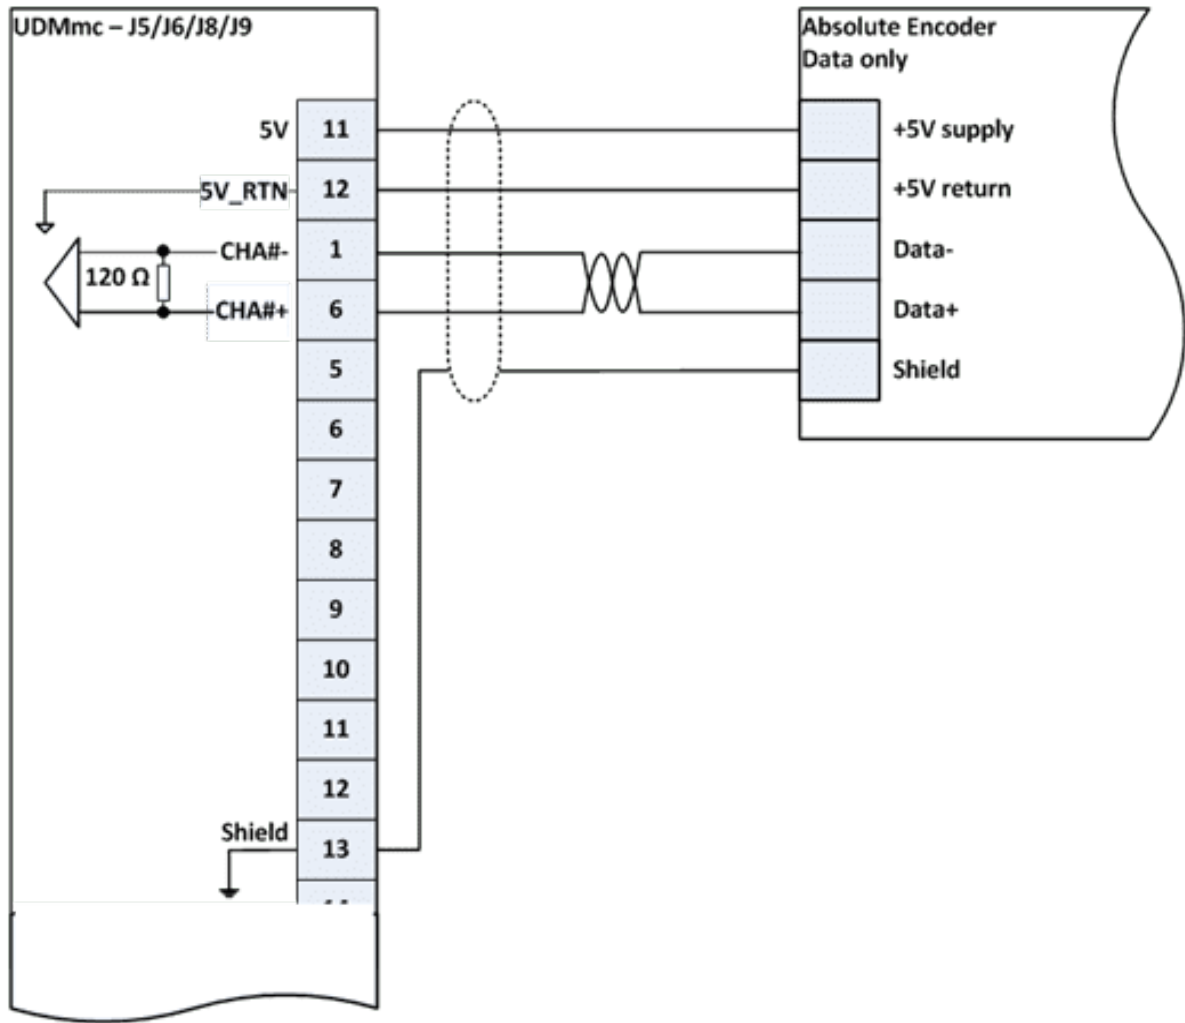 UDMmc – J5/J6/J8/J9
Absolute Encoder
Data only
5V 11 +5V supply
5V_RTN 12 +5V return
CHA#- 1 Data-
120 Ω
CHA#+ 6 Data+
5 Shield
6
7
8
9
10
11
12
Shield 13